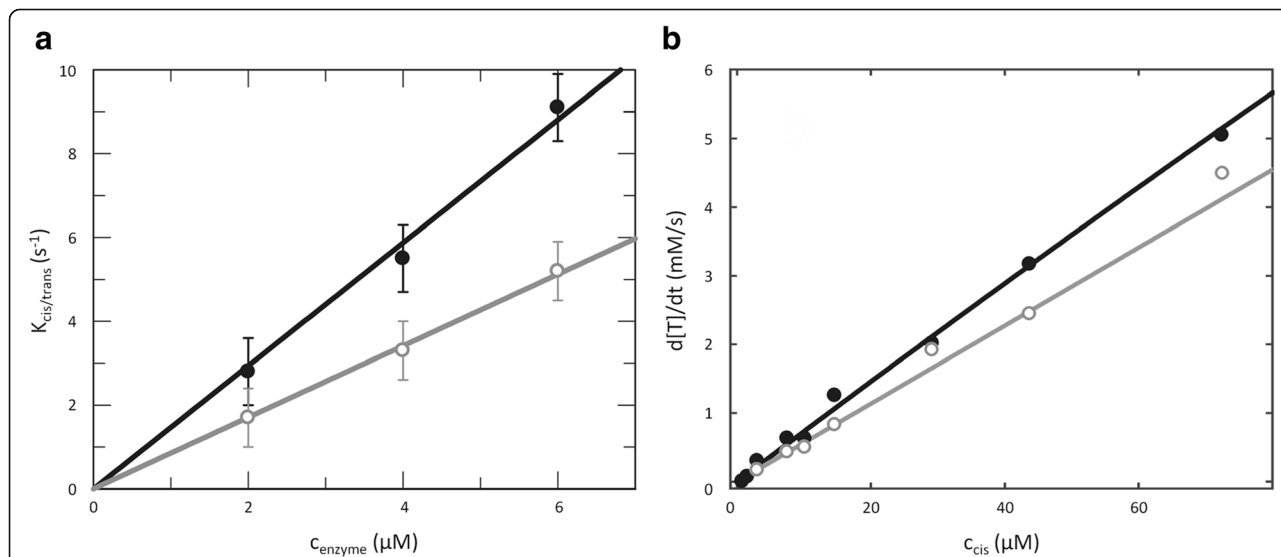 a
10
8
6
4
2
0
K_cis/trans (s⁻¹)
0 2 4 6
c_enzyme (µM)
b
6
5
4
3
2
1
0
d[T]/dt (mM/s)
0 20 40 60
c_cis (µM)